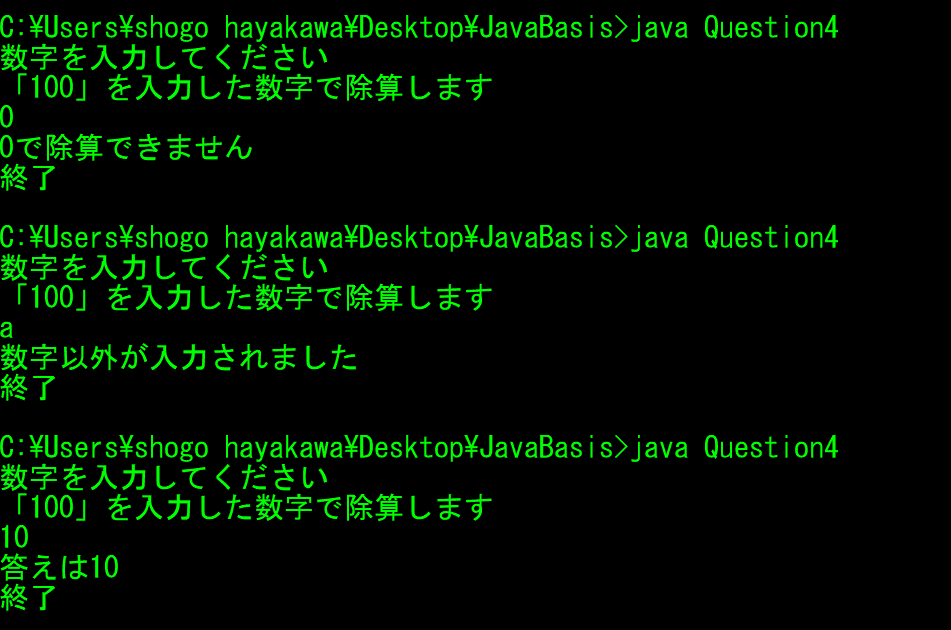 C:¥Users¥shogo hayakawa¥Desktop¥JavaBasis>java Question4
数字を入力してください
「100」を入力した数字で除算します
0
0で除算できません
終了
C:¥Users¥shogo hayakawa¥Desktop¥JavaBasis>java Question4
数字を入力してください
「100」を入力した数字で除算します
a
数字以外が入力されました
終了
C:¥Users¥shogo hayakawa¥Desktop¥JavaBasis>java Question4
数字を入力してください
「100」を入力した数字で除算します
10
答えは10
終了